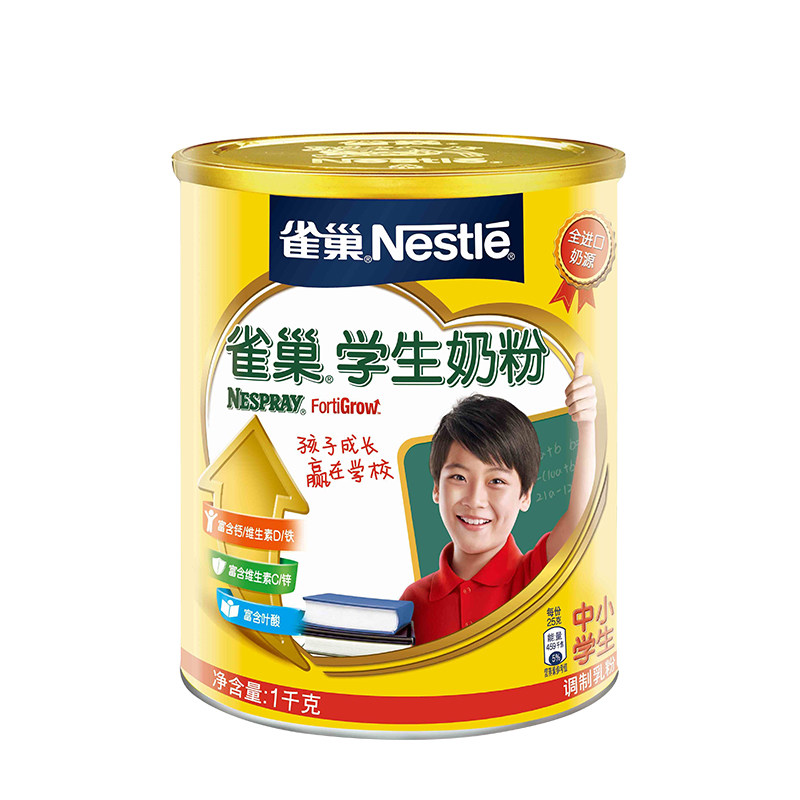 雀巢® Nestlé®
全进口
奶源
雀巢® 学生奶粉
NESPRAY® FortiGrow
孩子成长
赢在学校
富含钙/维生素D/铁
富含维生素C/锌
富含叶酸
每份
25克
能量
5%
中小
学生
净含量:1千克
调制乳粉